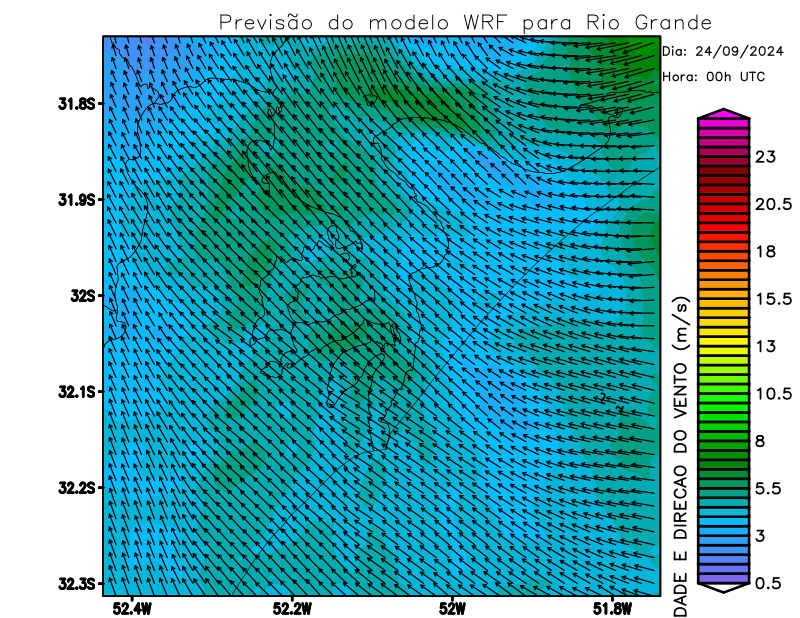 Previsão do modelo WRF para Rio Grande
Dia: 24/09/2024
Hora: 00h UTC
31.8S
31.9S
32S
32.1S
32.2S
32.3S
52.4W
52.2W
52W
51.8W
23
20.5
18
15.5
13
10.5
8
5.5
3
0.5
DADE E DIRECAO DO VENTO (m/s)